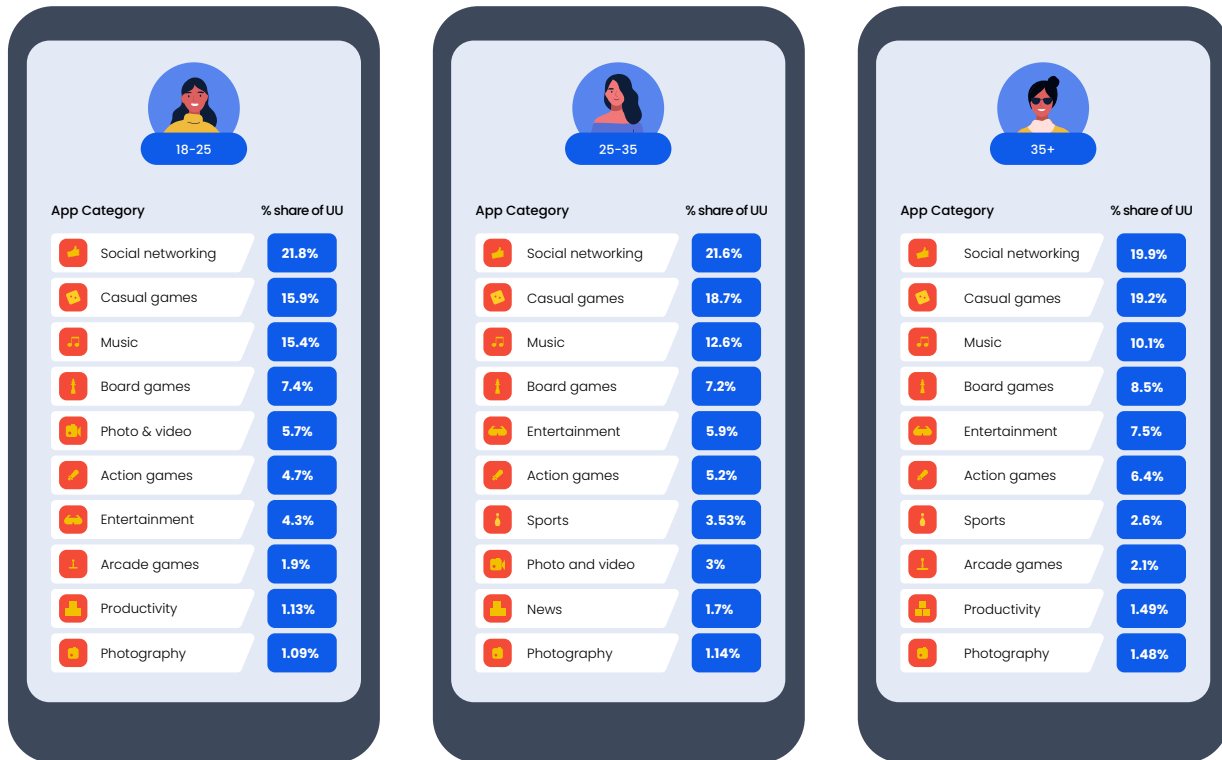 18-25
App Category % share of UU
Social networking 21.8%
Casual games 15.9%
Music 15.4%
Board games 7.4%
Photo & video 5.7%
Action games 4.7%
Entertainment 4.3%
Arcade games 1.9%
Productivity 1.13%
Photography 1.09%
25-35
App Category % share of UU
Social networking 21.6%
Casual games 18.7%
Music 12.6%
Board games 7.2%
Entertainment 5.9%
Action games 5.2%
Sports 3.53%
Photo and video 3%
News 1.7%
Photography 1.14%
35+
App Category % share of UU
Social networking 19.9%
Casual games 19.2%
Music 10.1%
Board games 8.5%
Entertainment 7.5%
Action games 6.4%
Sports 2.6%
Arcade games 2.1%
Productivity 1.49%
Photography 1.48%